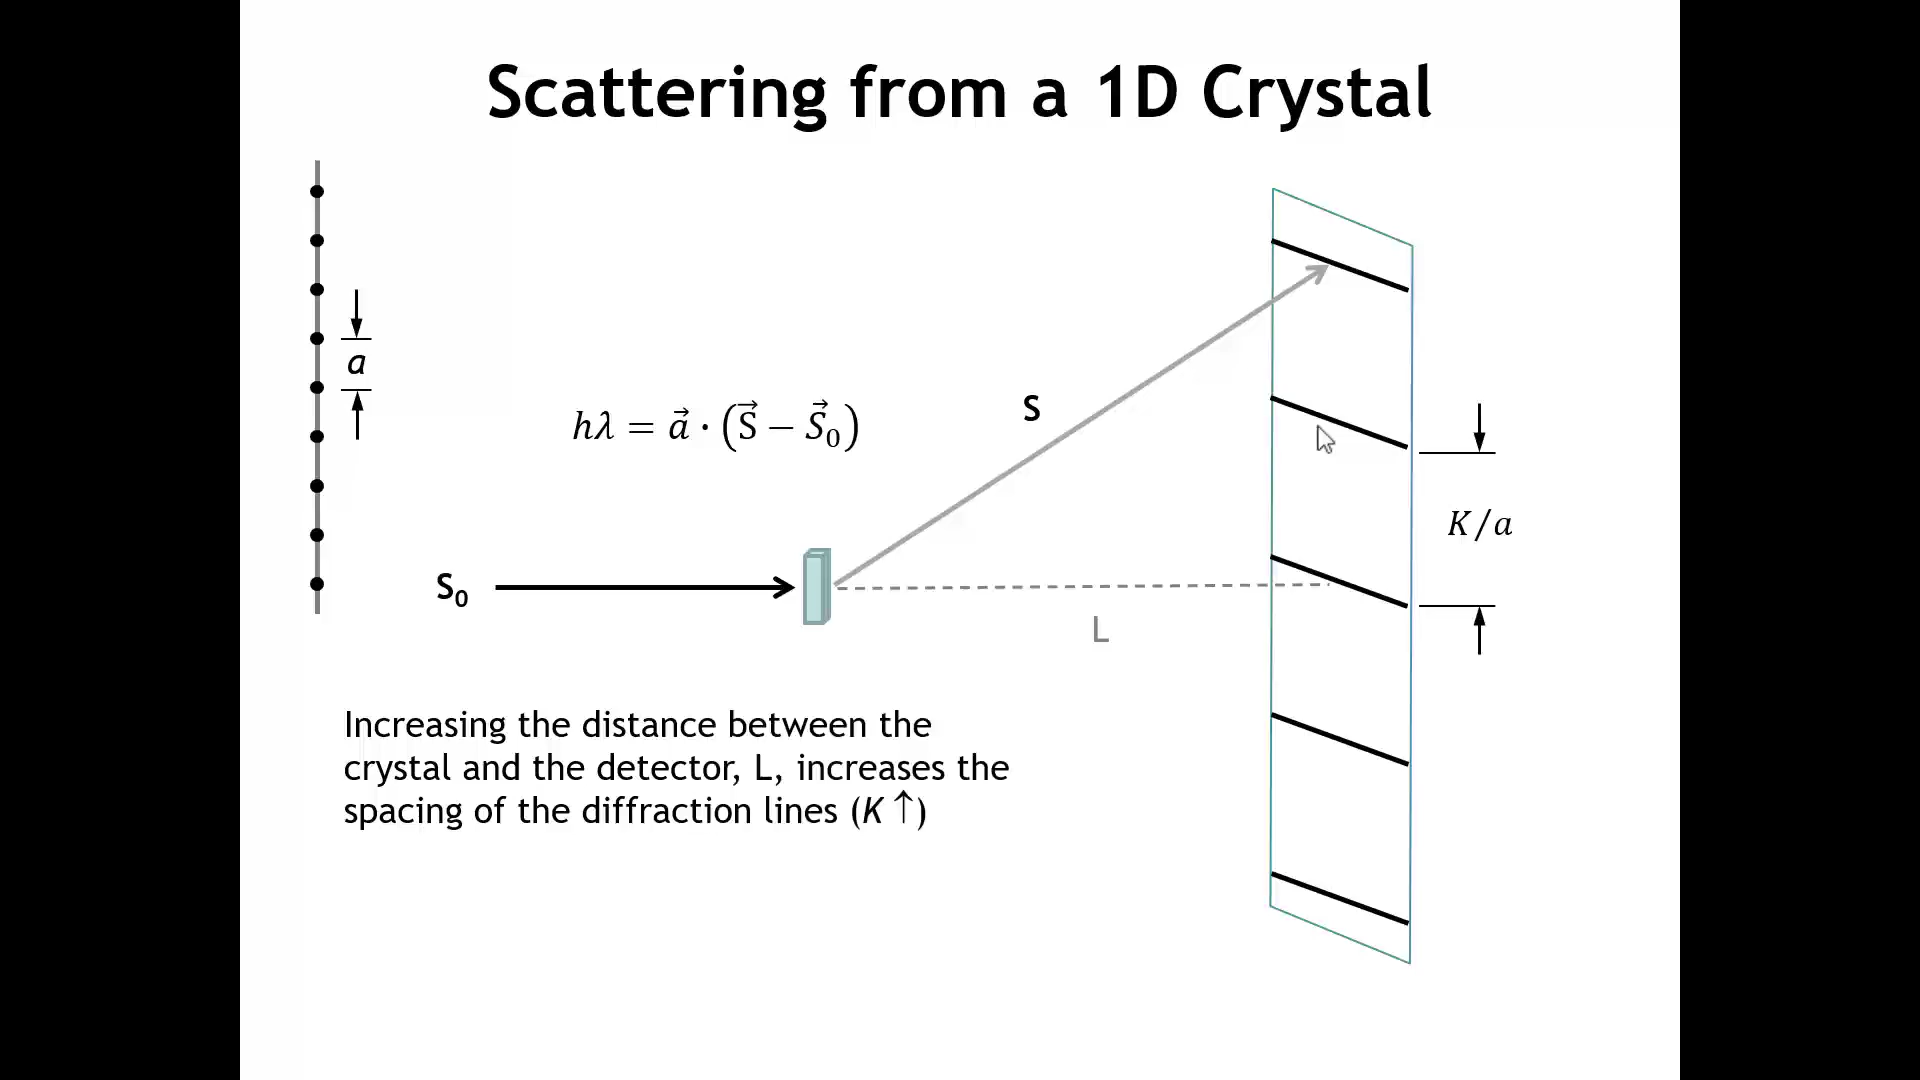 Scattering from a 1D Crystal
a
hλ = a⃗ · (S⃗ − S⃗₀)
S
K/a
S₀
L
Increasing the distance between the
crystal and the detector, L, increases the
spacing of the diffraction lines (K ↑)